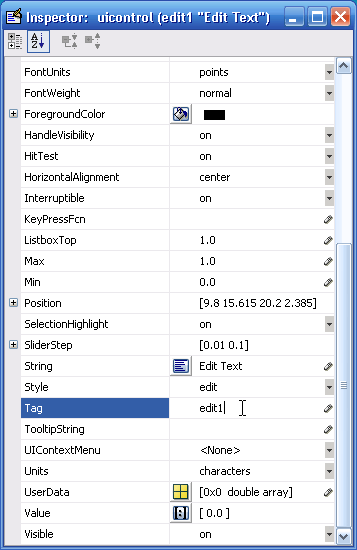 Inspector:  uicontrol (edit1 "Edit Text")
FontUnits points
FontWeight normal
ForegroundColor
HandleVisibility on
HitTest on
HorizontalAlignment center
Interruptible on
KeyPressFcn
ListboxTop 1.0
Max 1.0
Min 0.0
Position [9.8 15.615 20.2 2.385]
SelectionHighlight on
SliderStep [0.01 0.1]
String Edit Text
Style edit
Tag edit1
TooltipString
UIContextMenu <None>
Units characters
UserData [0x0  double array]
Value [ 0.0 ]
Visible on